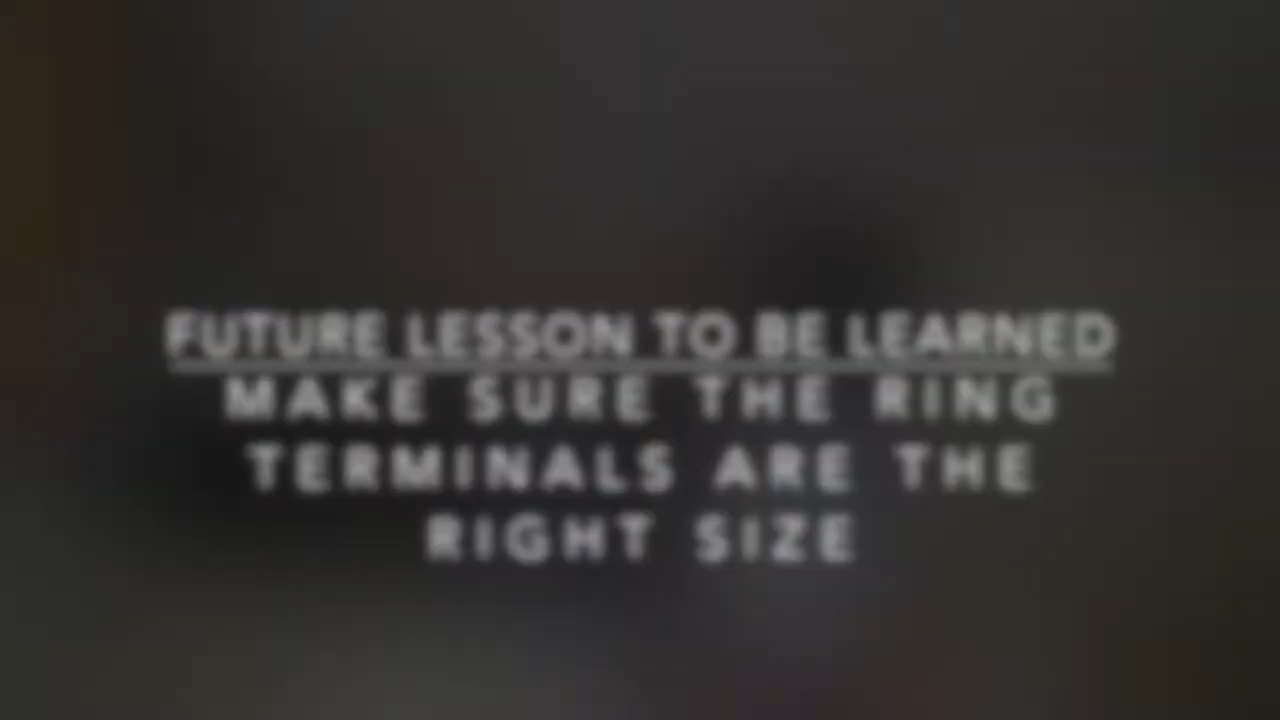 FUTURE LESSON TO BE LEARNED
MAKE SURE THE RING
TERMINALS ARE THE
RIGHT SIZE